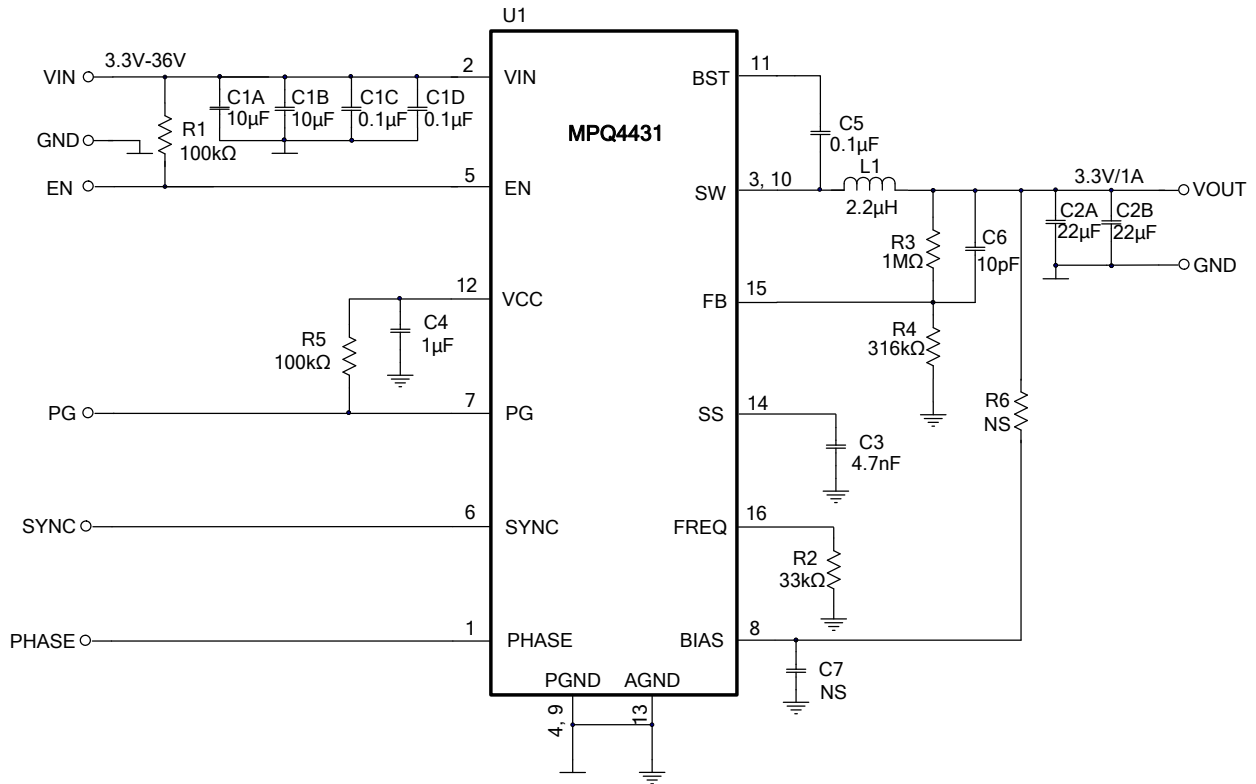 U1
MPQ4431
VIN
3.3V-36V
2
VIN
C1A
10µF
C1B
10µF
C1C
0.1µF
C1D
0.1µF
R1
100kΩ
GND
EN
5
EN
12
VCC
C4
1µF
R5
100kΩ
PG
7
PG
SYNC
6
SYNC
PHASE
1
PHASE
PGND
AGND
4, 9
13
BST
11
C5
0.1µF
SW
3, 10
L1
2.2µH
3.3V/1A
VOUT
C2A
22µF
C2B
22µF
GND
R3
1MΩ
C6
10pF
FB
15
R4
316kΩ
R6
NS
SS
14
C3
4.7nF
FREQ
16
R2
33kΩ
BIAS
8
C7
NS